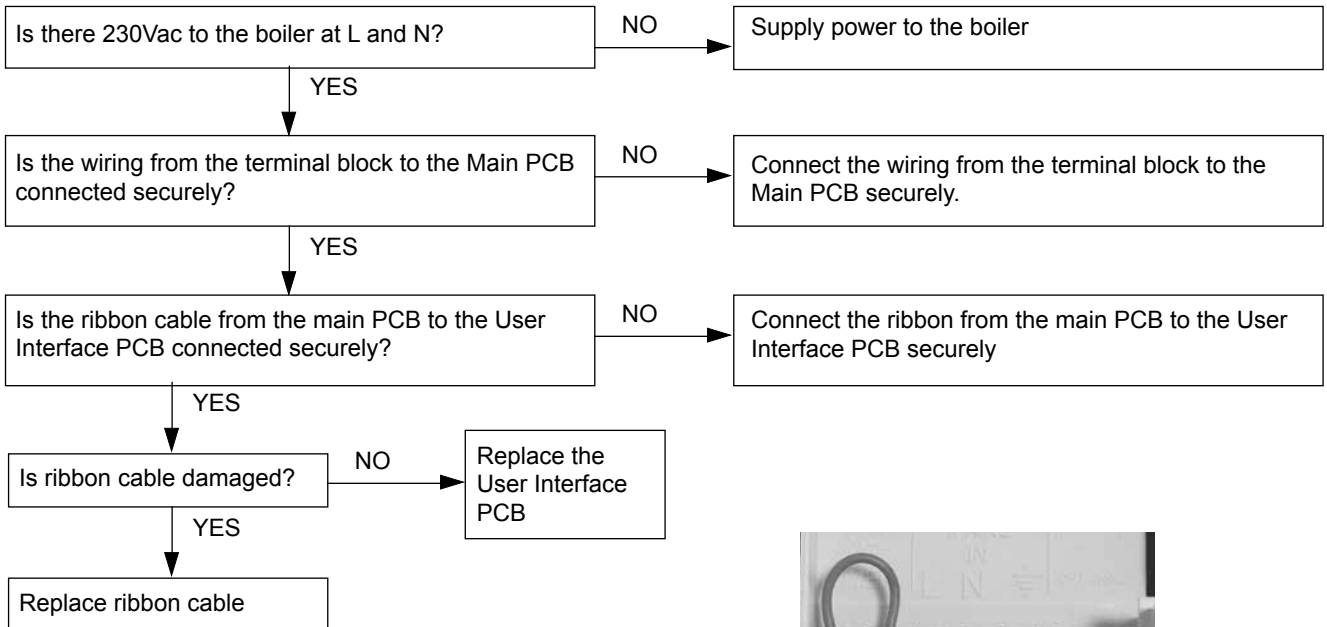 Is there 230Vac to the boiler at L and N?
NO
Supply power to the boiler
YES
Is the wiring from the terminal block to the Main PCB
connected securely?
NO
Connect the wiring from the terminal block to the
Main PCB securely.
YES
Is the ribbon cable from the main PCB to the User
Interface PCB connected securely?
NO
Connect the ribbon from the main PCB to the User
Interface PCB securely
YES
Is ribbon cable damaged?
NO
Replace the
User Interface
PCB
YES
Replace ribbon cable
IN
L N